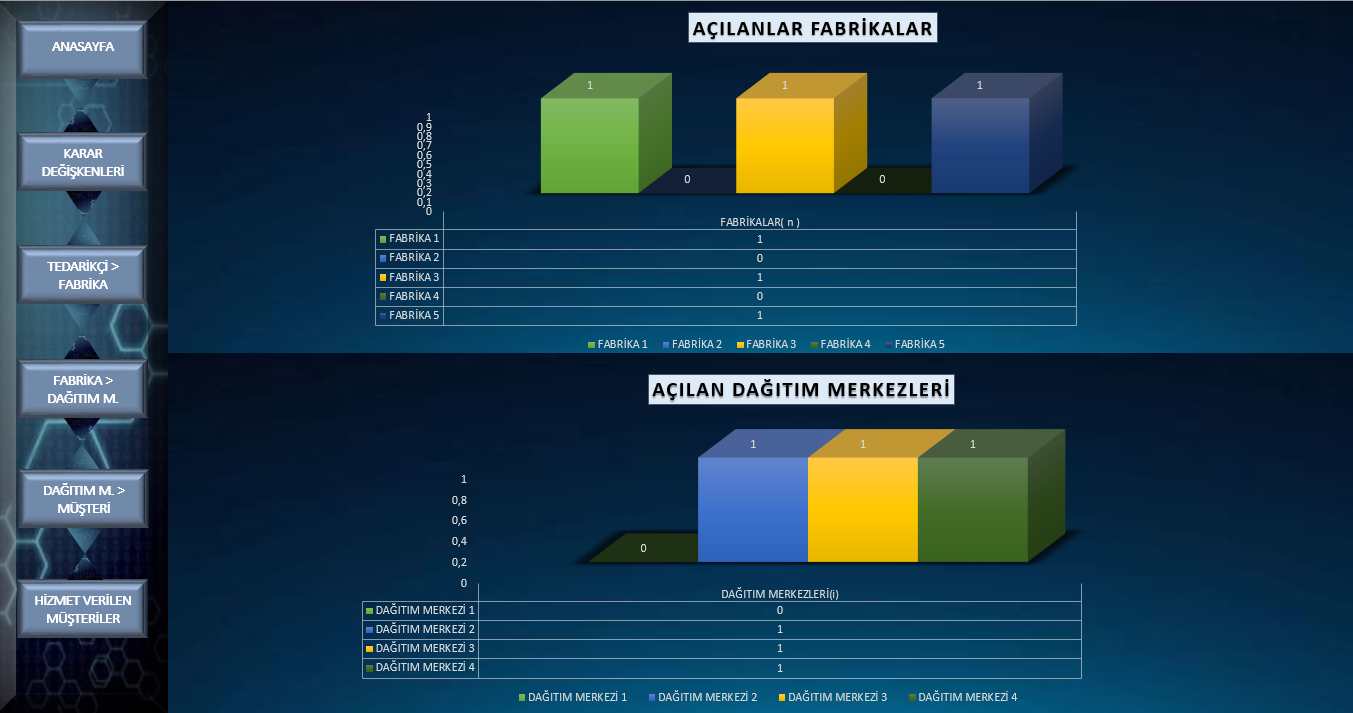 ANASAYFA
KARAR
DEĞİŞKENLERİ
TEDARİKÇİ >
FABRİKA
FABRİKA >
DAĞITIM M.
DAĞITIM M. >
MÜŞTERİ
HİZMET VERİLEN
MÜŞTERİLER
AÇILANLAR FABRİKALAR
1
0
1
0
1
1
0,9
0,8
0,7
0,6
0,5
0,4
0,3
0,2
0,1
0
FABRİKALAR( n )
FABRİKA 1 1
FABRİKA 2 0
FABRİKA 3 1
FABRİKA 4 0
FABRİKA 5 1
FABRİKA 1 FABRİKA 2 FABRİKA 3 FABRİKA 4 FABRİKA 5
AÇILAN DAĞITIM MERKEZLERİ
0
1
1
1
1
0,8
0,6
0,4
0,2
0
DAĞITIM MERKEZLERİ(i)
DAĞITIM MERKEZİ 1 0
DAĞITIM MERKEZİ 2 1
DAĞITIM MERKEZİ 3 1
DAĞITIM MERKEZİ 4 1
DAĞITIM MERKEZİ 1 DAĞITIM MERKEZİ 2 DAĞITIM MERKEZİ 3 DAĞITIM MERKEZİ 4